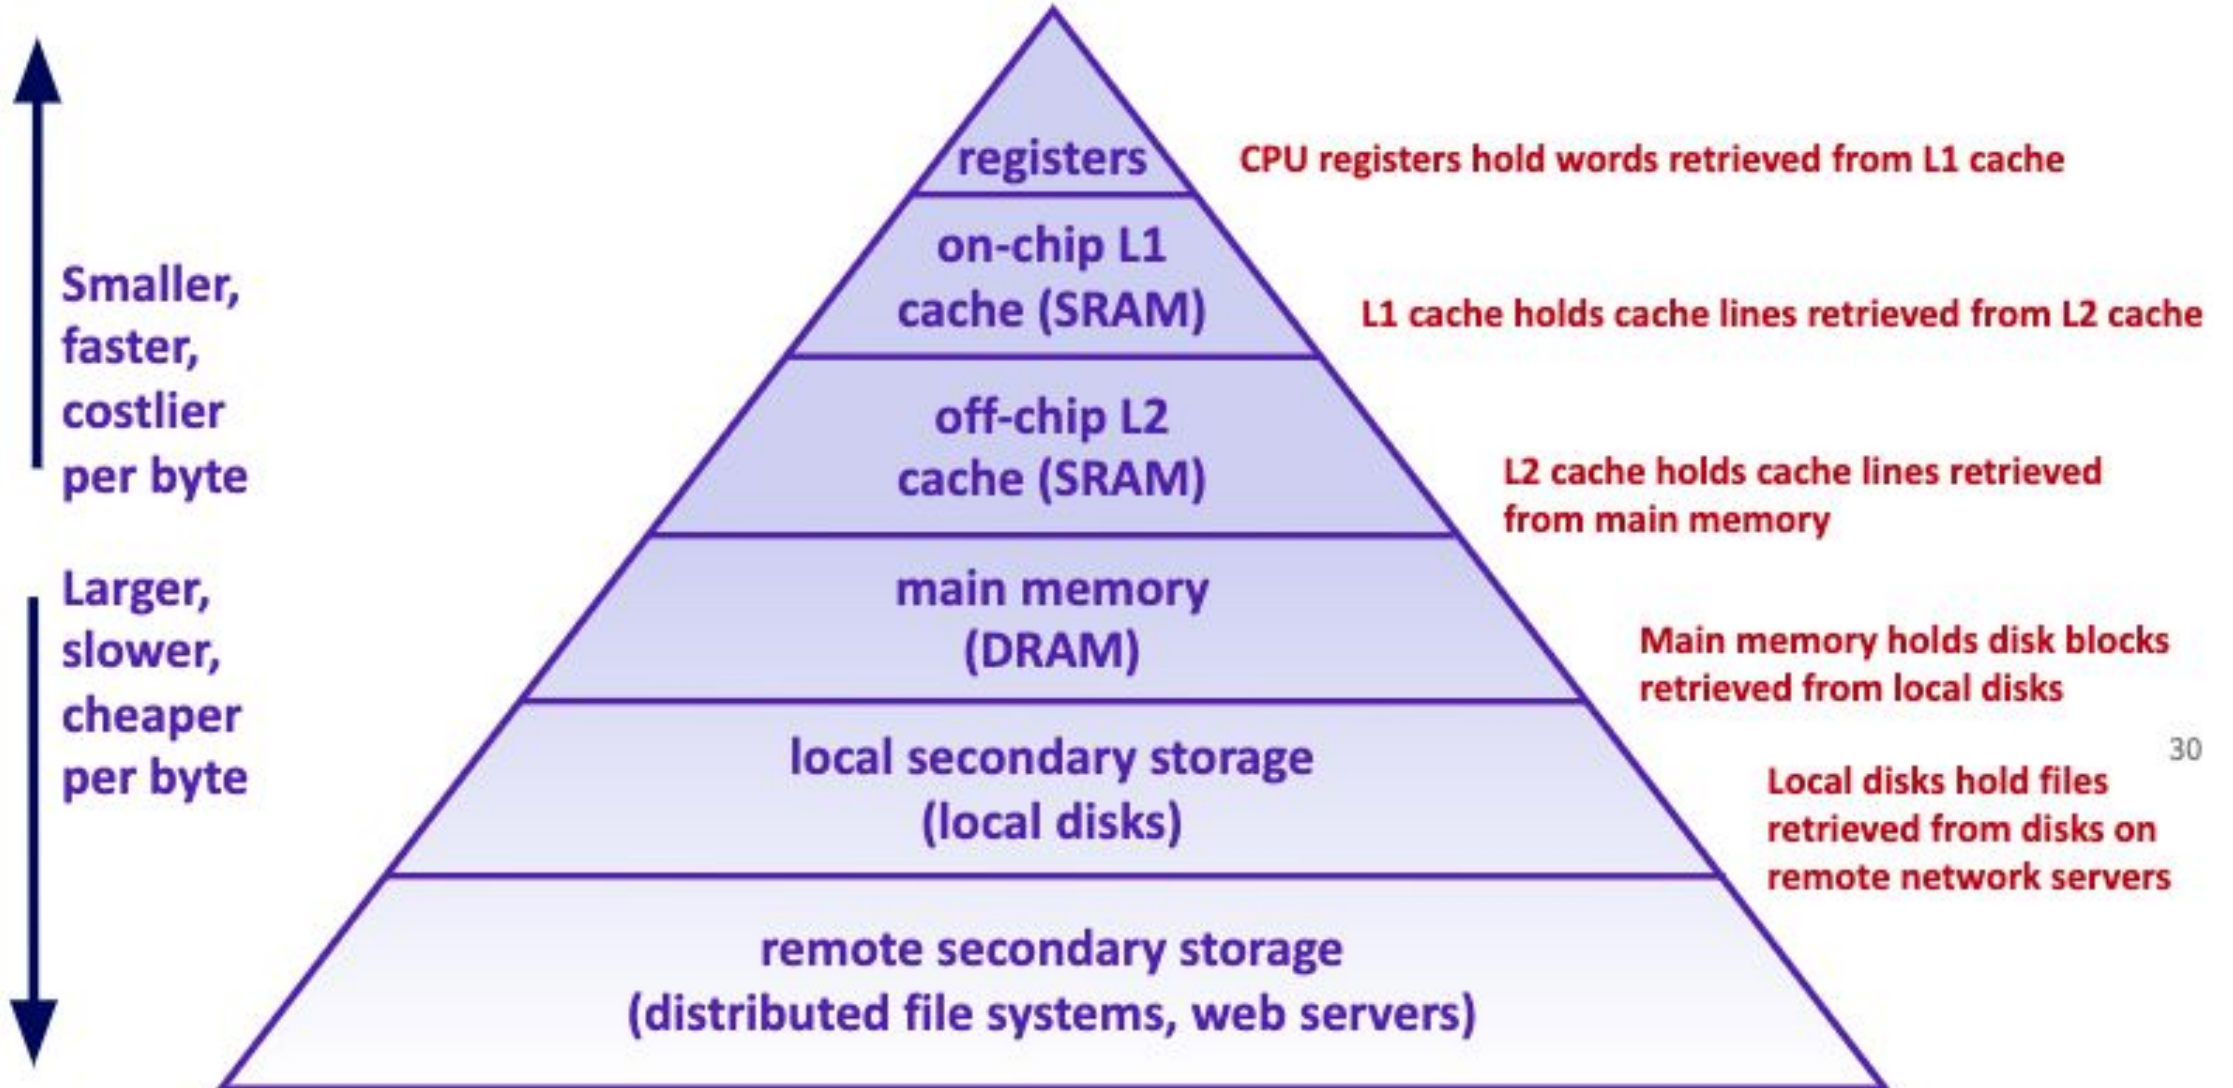 Smaller,
faster,
costlier
per byte
Larger,
slower,
cheaper
per byte
registers
CPU registers hold words retrieved from L1 cache
on-chip L1
cache (SRAM)
L1 cache holds cache lines retrieved from L2 cache
off-chip L2
cache (SRAM)
L2 cache holds cache lines retrieved
from main memory
main memory
(DRAM)
Main memory holds disk blocks
retrieved from local disks
local secondary storage
(local disks)
30
Local disks hold files
retrieved from disks on
remote network servers
remote secondary storage
(distributed file systems, web servers)